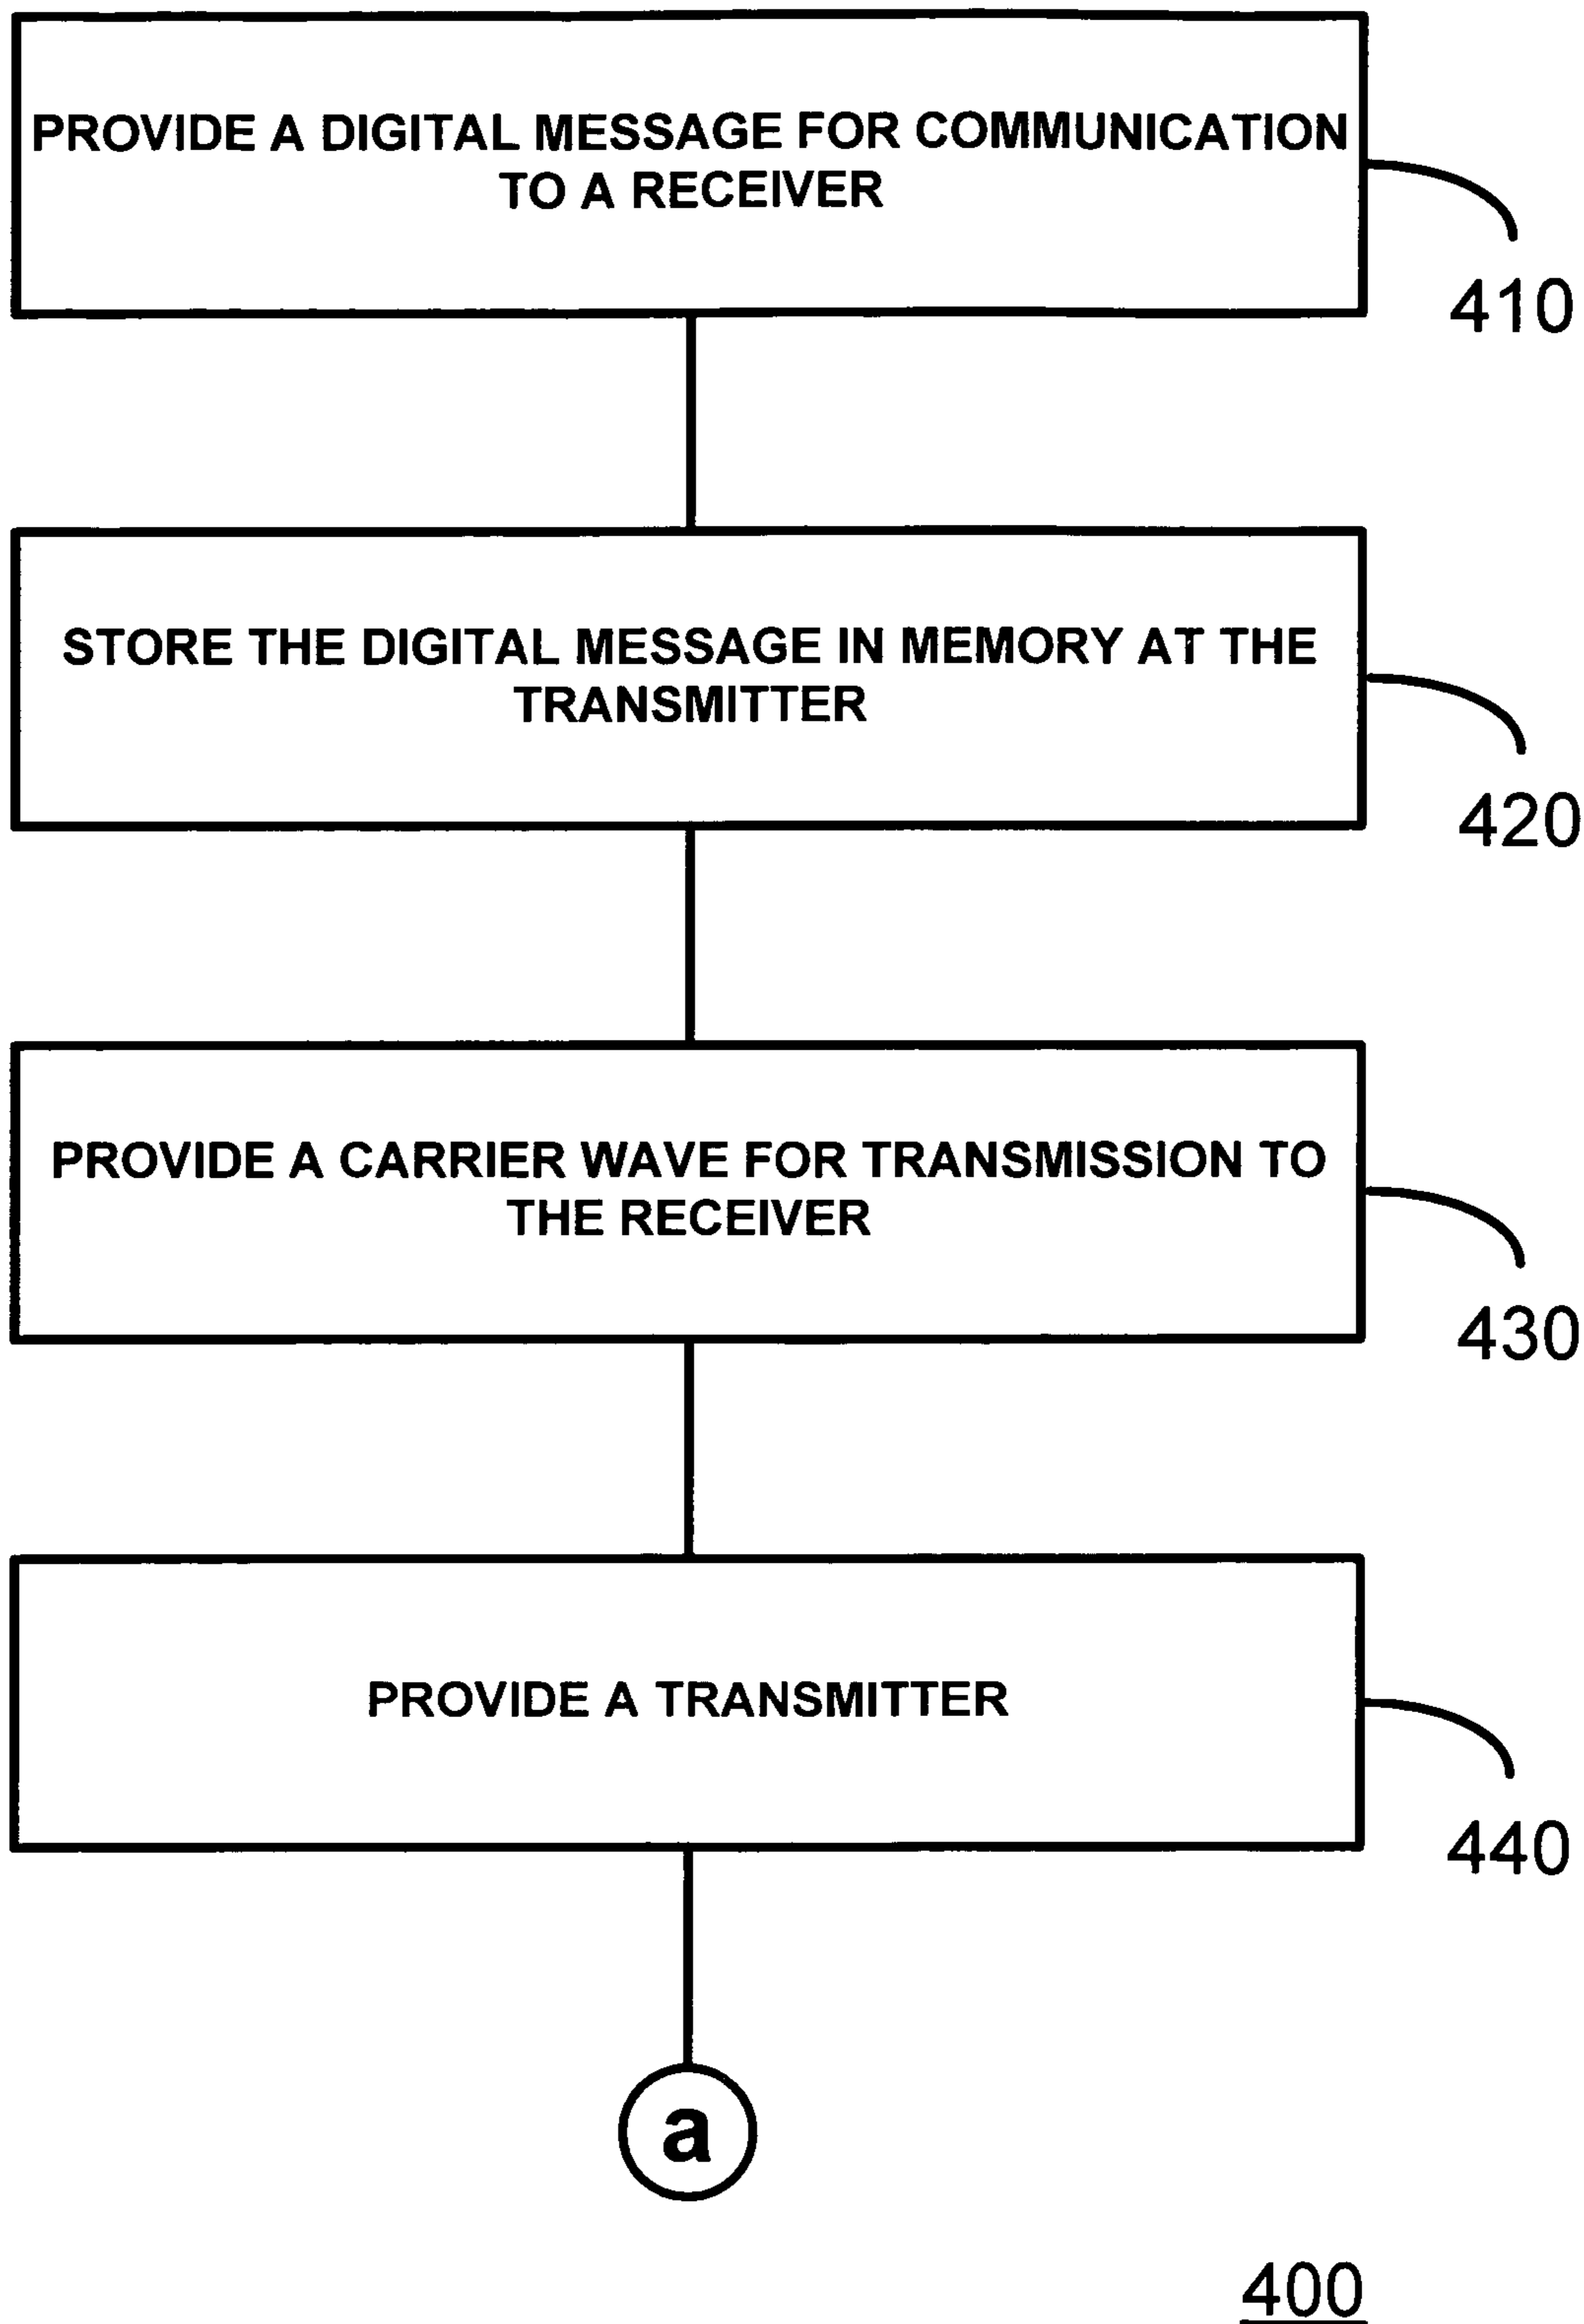 PROVIDE A DIGITAL MESSAGE FOR COMMUNICATION
TO A RECEIVER
410
STORE THE DIGITAL MESSAGE IN MEMORY AT THE
TRANSMITTER
420
PROVIDE A CARRIER WAVE FOR TRANSMISSION TO
THE RECEIVER
430
PROVIDE A TRANSMITTER
440
a
400